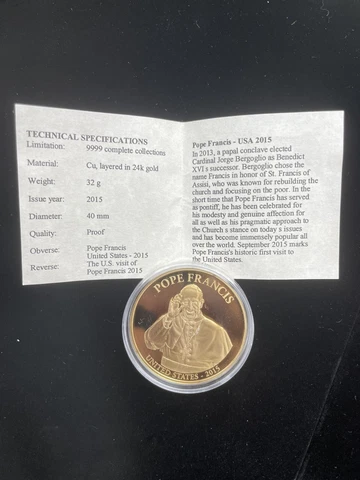 TECHNICAL SPECIFICATIONS
Limitation: 9999 complete collections
Material: Cu, layered in 24k gold
Weight: 32 g
Issue year: 2015
Diameter: 40 mm
Quality: Proof
Obverse: Pope Francis
United States - 2015
Reverse: The U.S. visit of
Pope Francis 2015
Pope Francis - USA 2015
In 2013, a papal conclave elected
Cardinal Jorge Bergoglio as Benedict
XVI s successor. Bergoglio chose the
name Francis in honor of St. Francis of
Assisi, who was known for rebuilding the
church and focusing on the poor. In the
short time that Pope Francis has served
as pontiff, he has been celebrated for
his modesty and genuine affection for
all as well as his pragmatic approach to
the Church s stance on today s issues
and has become immensely popular all
over the world. September 2015 marks
Pope Francis's historic first visit to
the United States.
POPE FRANCIS
UNITED STATES - 2015